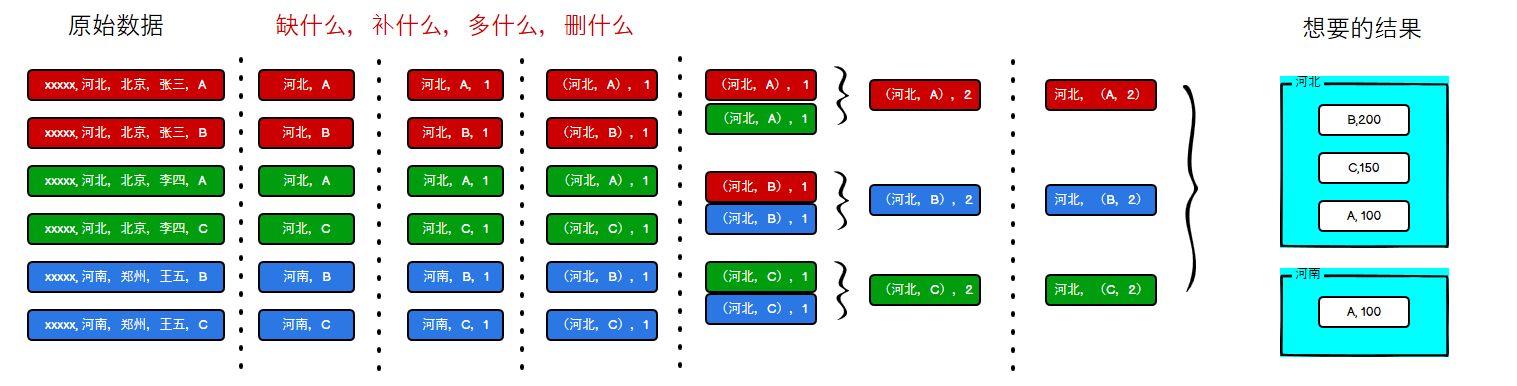 原始数据
缺什么，补什么，多什么，删什么
想要的结果
xxxxx, 河北，北京，张三，A
xxxxx, 河北，北京，张三，B
xxxxx, 河北，北京，李四，A
xxxxx, 河北，北京，李四，C
xxxxx, 河南，郑州，王五，B
xxxxx, 河南，郑州，王五，C
河北，A
河北，B
河北，A
河北，C
河南，B
河南，C
河北，A，1
河北，B，1
河北，A，1
河北，C，1
河南，B，1
河南，C，1
（河北，A），1
（河北，B），1
（河北，A），1
（河北，C），1
（河北，B），1
（河北，C），1
（河北，A），1
（河北，A），1
（河北，B），1
（河北，B），1
（河北，C），1
（河北，C），1
（河北，A），2
（河北，B），2
（河北，C），2
河北，（A，2）
河北，（B，2）
河北，（C，2）
河北
B,200
C,150
A, 100
河南
A, 100